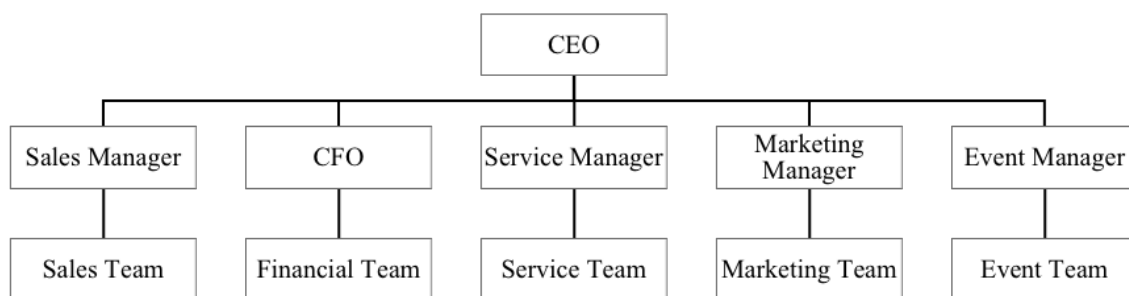 CEO
Sales Manager
CFO
Service Manager
Marketing
Manager
Event Manager
Sales Team
Financial Team
Service Team
Marketing Team
Event Team